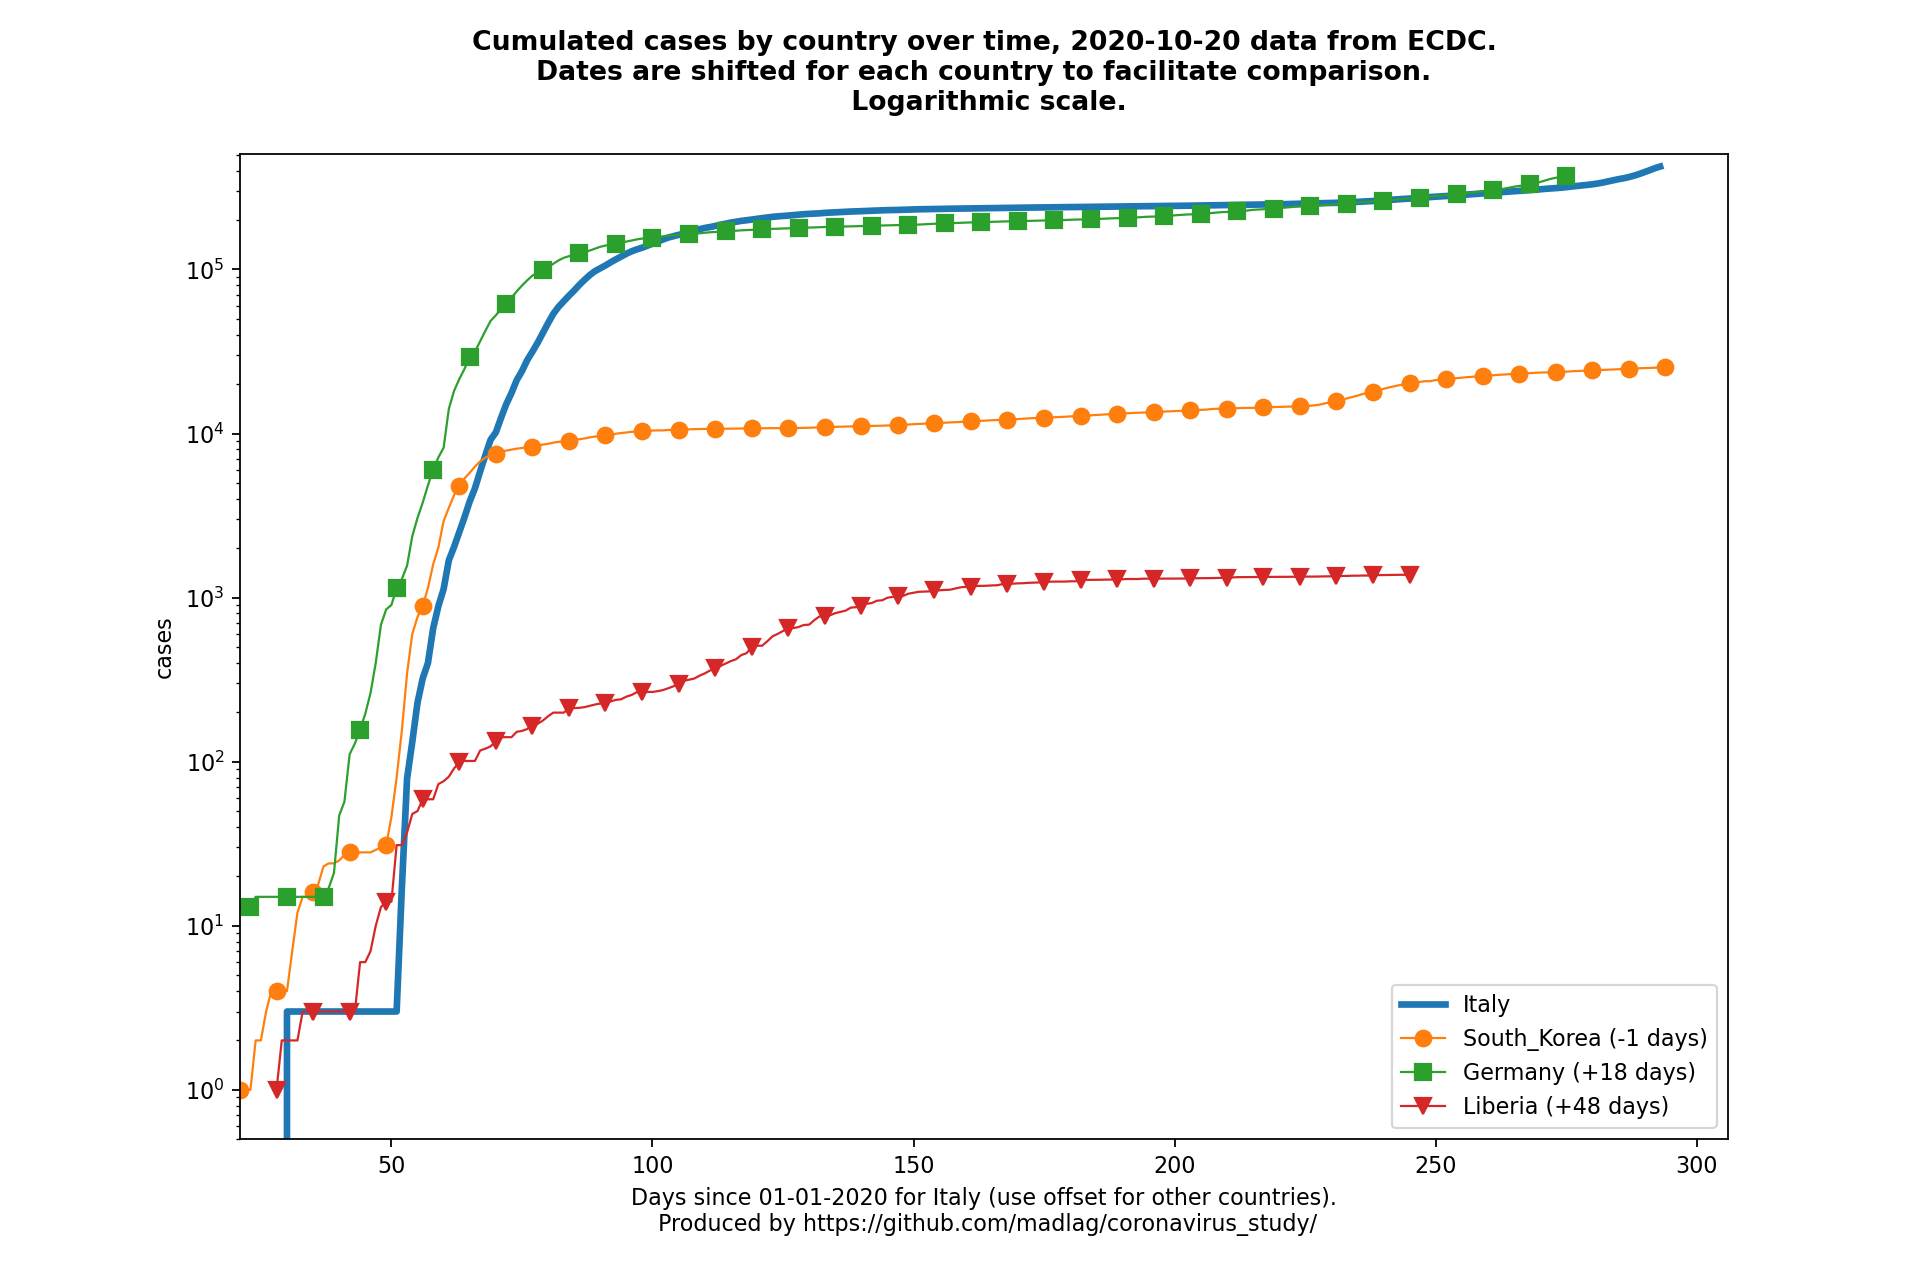 Cumulated cases by country over time, 2020-10-20 data from ECDC.
Dates are shifted for each country to facilitate comparison.
Logarithmic scale.
10^5
10^4
10^3
10^2
10^1
10^0
cases
Italy
South_Korea (-1 days)
Germany (+18 days)
Liberia (+48 days)
50 100 150 200 250 300
Days since 01-01-2020 for Italy (use offset for other countries).
Produced by https://github.com/madlag/coronavirus_study/